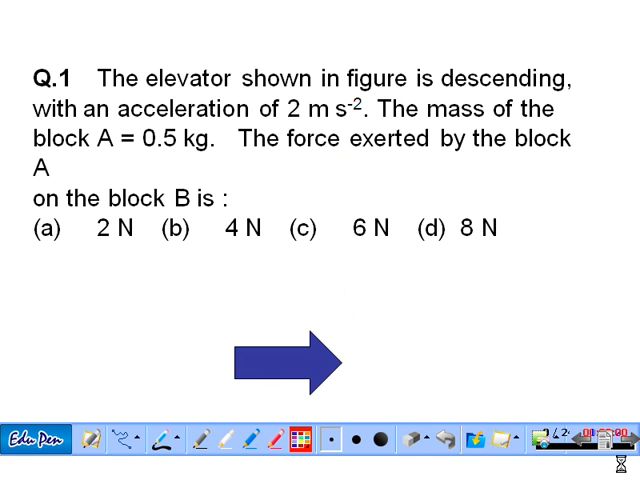 Q.1 The elevator shown in figure is descending,
with an acceleration of 2 m s-2. The mass of the
block A = 0.5 kg. The force exerted by the block
A
on the block B is :
(a) 2 N (b) 4 N (c) 6 N (d) 8 N
Edu Pen